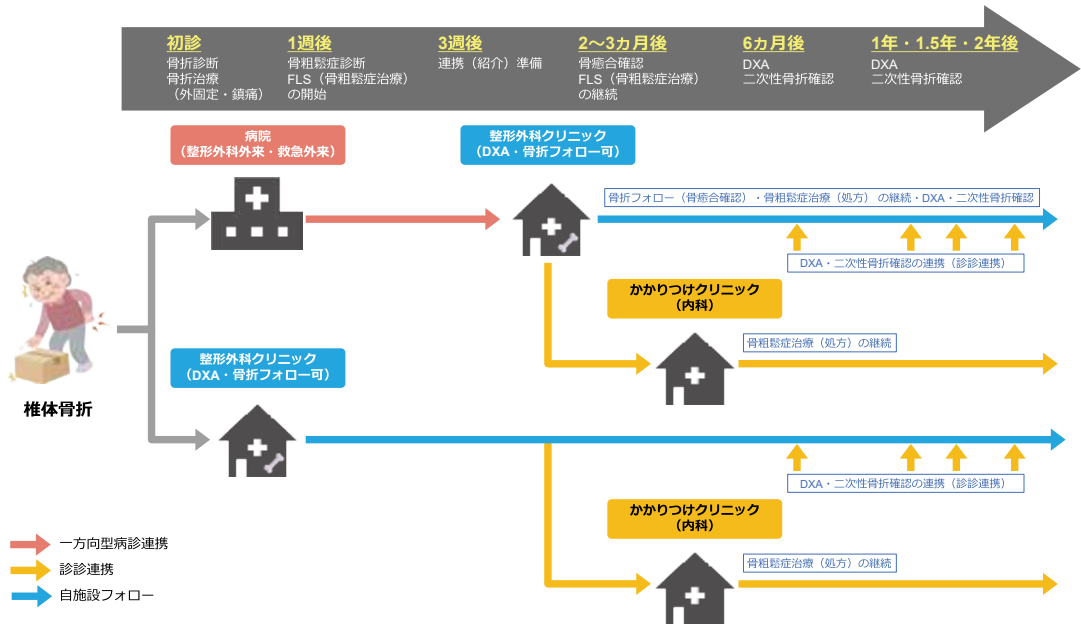 初診
骨折診断
骨折治療
（外固定・鎮痛）
1週後
骨粗鬆症診断
FLS（骨粗鬆症治療）
の開始
3週後
連携（紹介）準備
2〜3カ月後
骨癒合確認
FLS（骨粗鬆症治療）
の継続
6カ月後
DXA
二次性骨折確認
1年・1.5年・2年後
DXA
二次性骨折確認
病院
（整形外科外来・救急外来）
整形外科クリニック
（DXA・骨折フォロー可）
骨折フォロー（骨癒合確認）・骨粗鬆症治療（処方）の継続・DXA・二次性骨折確認
DXA・二次性骨折確認の連携（診診連携）
かかりつけクリニック
（内科）
骨粗鬆症治療（処方）の継続
整形外科クリニック
（DXA・骨折フォロー可）
椎体骨折
DXA・二次性骨折確認の連携（診診連携）
かかりつけクリニック
（内科）
骨粗鬆症治療（処方）の継続
一方向型病診連携
診診連携
自施設フォロー